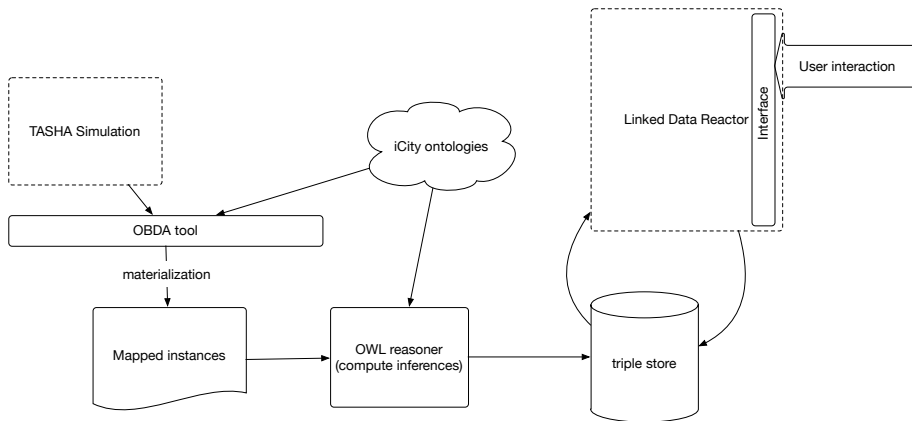 TASHA Simulation
iCity ontologies
Linked Data Reactor
Interface
User interaction
OBDA tool
materialization
Mapped instances
OWL reasoner
(compute inferences)
triple store